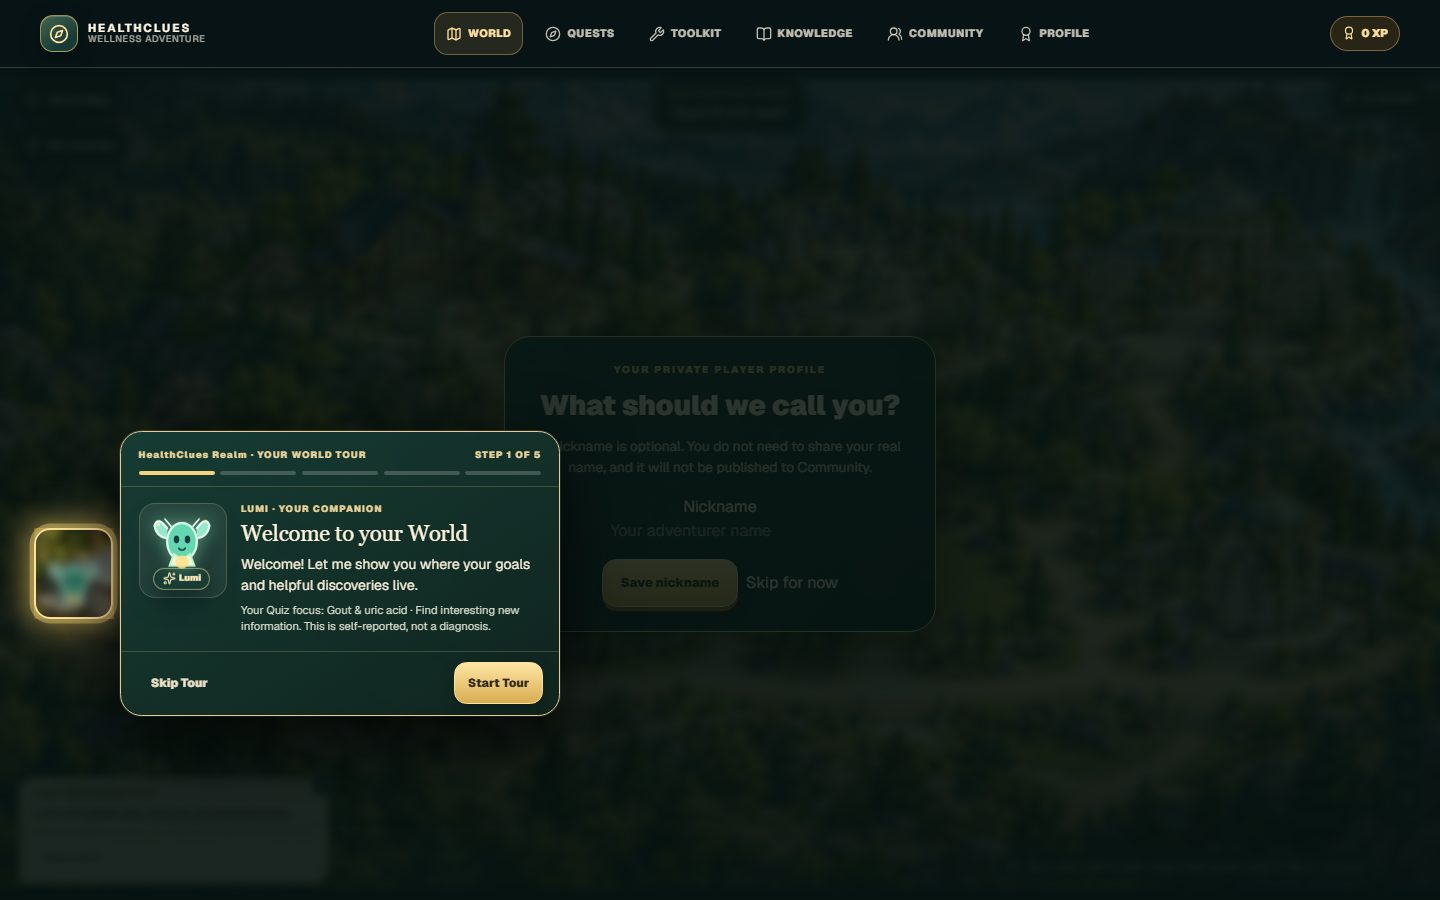 HEALTHCLUES
WELLNESS ADVENTURE
WORLD
QUESTS
TOOLKIT
KNOWLEDGE
COMMUNITY
PROFILE
0 XP
YOUR PRIVATE PLAYER PROFILE
What should we call you?
ickname is optional. You do not need to share your real
name, and it will not be published to Community.
Nickname
Your adventurer name
Save nickname
Skip for now
HealthClues Realm · YOUR WORLD TOUR
STEP 1 OF 5
LUMI · YOUR COMPANION
Welcome to your World
Welcome! Let me show you where your goals
and helpful discoveries live.
Your Quiz focus: Gout & uric acid · Find interesting new
information. This is self-reported, not a diagnosis.
Lumi
Skip Tour
Start Tour